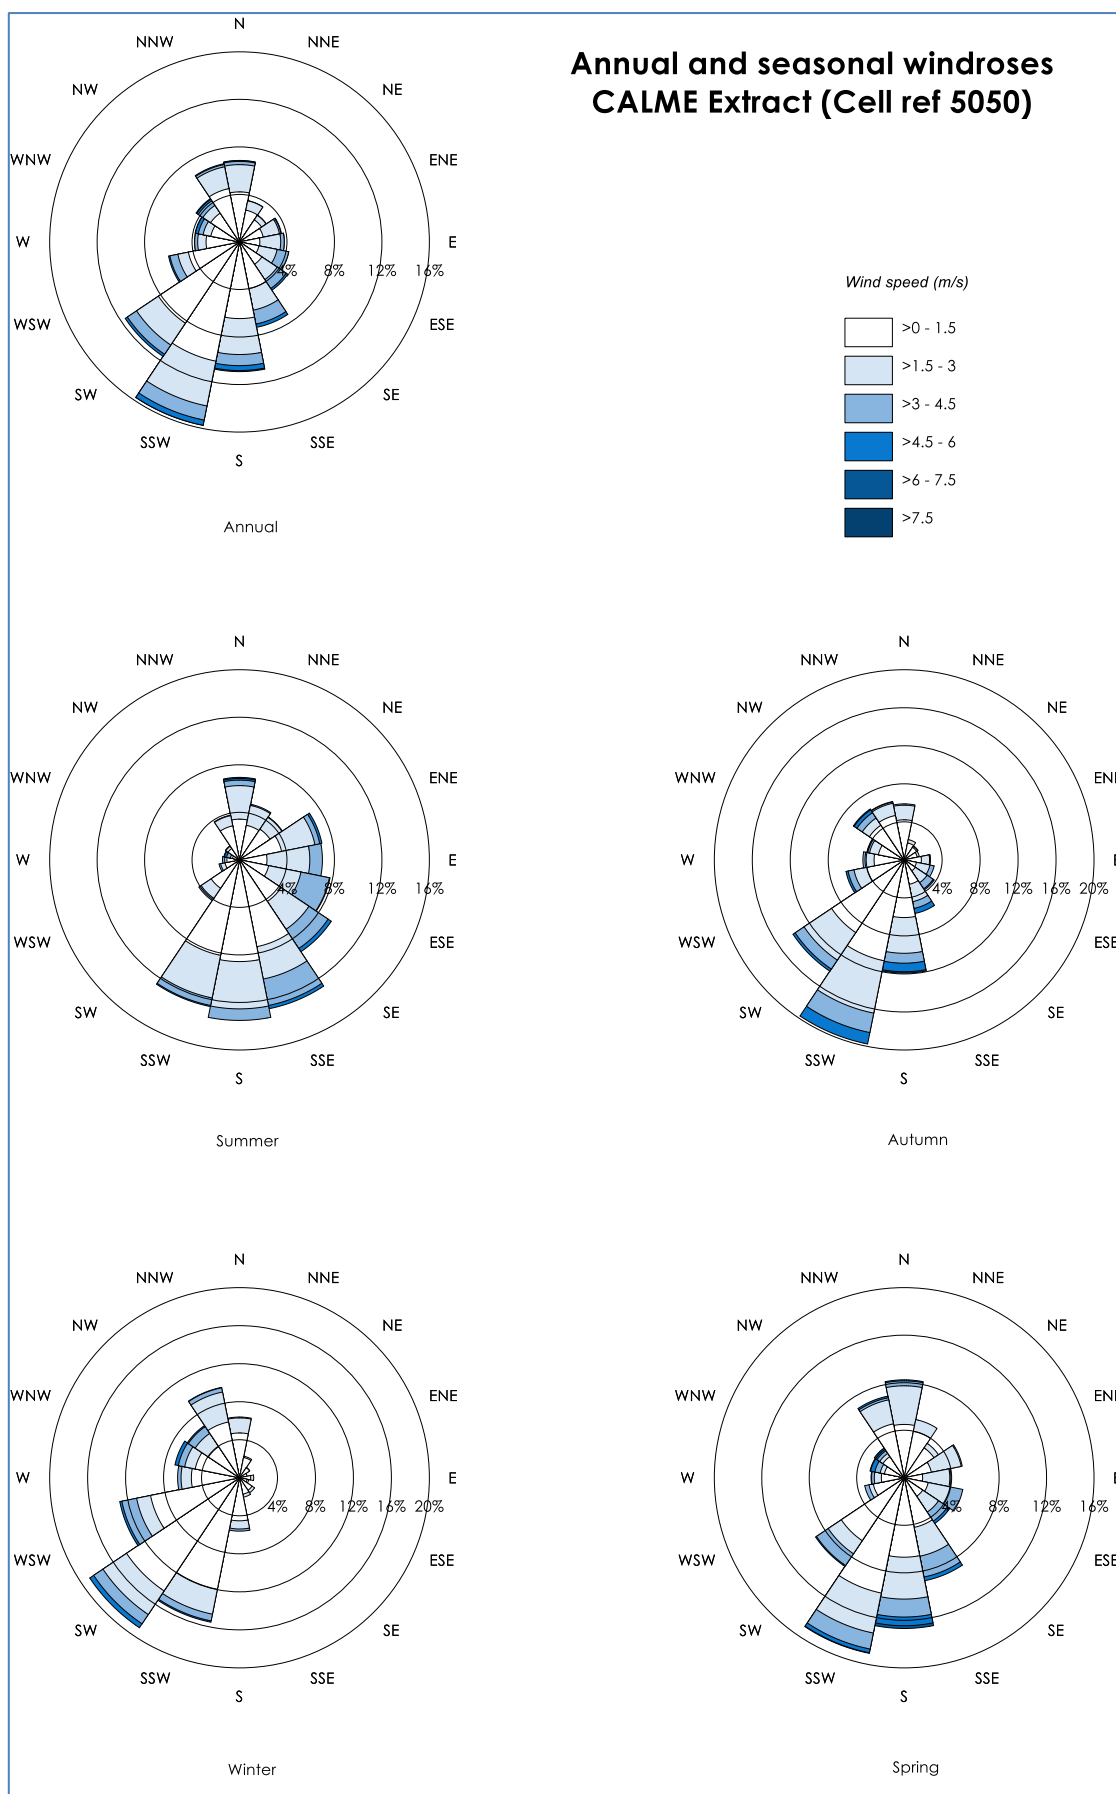 Annual and seasonal windroses
CALME Extract (Cell ref 5050)
N
NNW
NNE
NW
NE
WNW
ENE
W
E
4%
8%
12%
16%
WSW
ESE
SW
SE
SSW
SSE
S
Annual
Wind speed (m/s)
>0 - 1.5
>1.5 - 3
>3 - 4.5
>4.5 - 6
>6 - 7.5
>7.5
N
NNW
NNE
NW
NE
WNW
ENE
W
E
4%
8%
12%
16%
WSW
ESE
SW
SE
SSW
SSE
S
Summer
N
NNW
NNE
NW
NE
WNW
W
4%
8%
12%
16%
20%
WSW
SW
SE
SSW
SSE
S
Autumn
N
NNW
NNE
NW
NE
WNW
ENE
W
E
4%
8%
12%
16%
20%
WSW
ESE
SW
SE
SSW
SSE
S
Winter
N
NNW
NNE
NW
NE
WNW
W
4%
8%
12%
16%
WSW
SW
SE
SSW
SSE
S
Spring